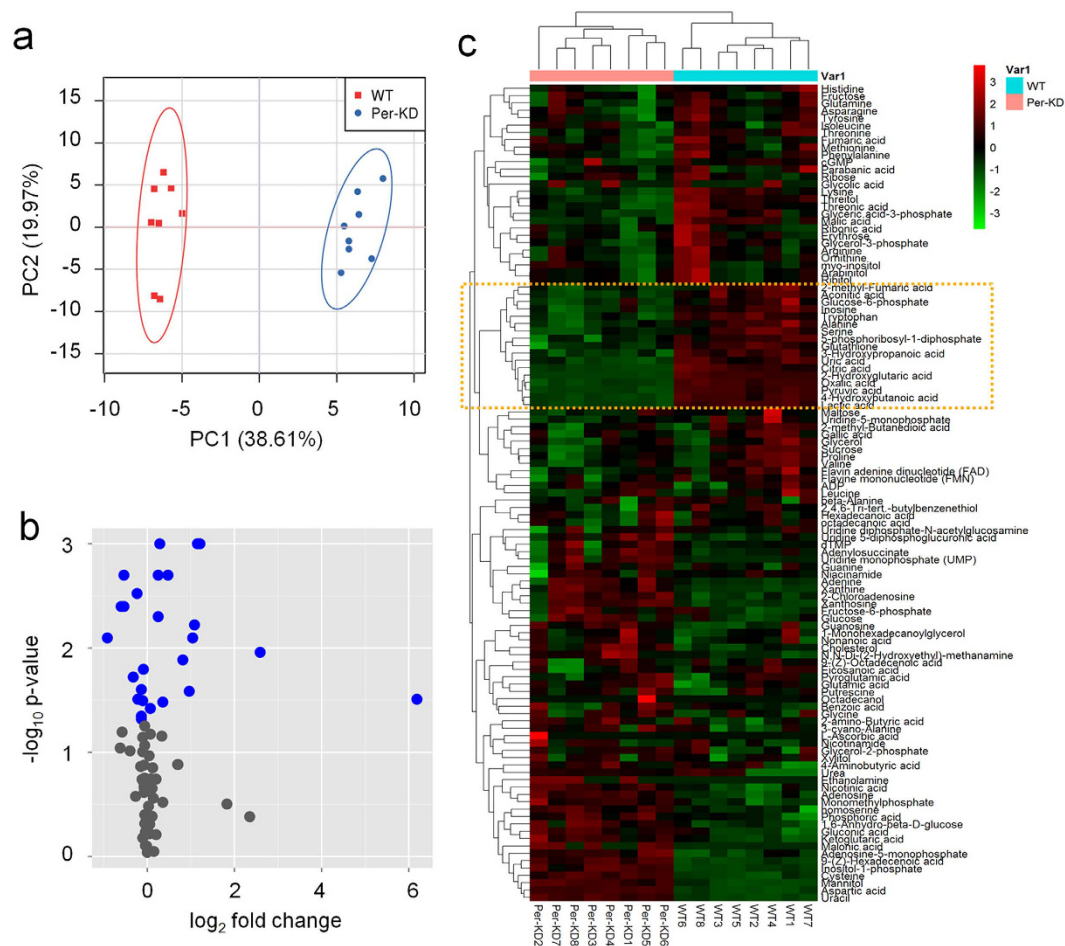 a
WT
Per-KD
15
10
5
0
-5
-10
-15
PC2 (19.97%)
-10
-5
0
5
10
PC1 (38.61%)
b
3
2
1
0
-log10 p-value
0
2
4
6
log2 fold change
c
Var1
Histidine
Fructose
Glutamine
Asparagine
Tyrosine
Isoleucine
Threonine
Fumaric acid
Methionine
Phenylalanine
cGMP
Parabanic acid
Ribose
Glycolic acid
Lysine
Threitol
Threonic acid
Glyceric acid-3-phosphate
Malic acid
Ribonic acid
Erythrose
Glycerol-3-phosphate
Arginine
Ornithine
myo-inositol
Arabinitol
Ribitol
2-methyl-Fumaric acid
Aconitic acid
Glucose-6-phosphate
Inosine
Tryptophan
Alanine
Serine
5-phosphoribosyl-1-diphosphate
Glutathione
3-Hydroxypropanoic acid
Uric acid
Citric acid
2-Hydroxyglutaric acid
Oxalic acid
Pyruvic acid
4-Hydroxybutanoic acid
Lactic acid
Maltose
Uridine-5-monophosphate
2-methyl-Butanedioic acid
Gallic acid
Glycerol
Sucrose
Proline
Valine
Flavin adenine dinucleotide (FAD)
Flavine mononucleotide (FMN)
ADP
Leucine
beta-Alanine
2,4,6-Tri-tert.-butylbenzenethiol
Hexadecanoic acid
octadecanoic acid
Uridine diphosphate-N-acetylglucosamine
Uridine 5-diphosphoglucuronic acid
dTMP
Adenylosuccinate
Uridine monophosphate (UMP)
Guanine
Niacinamide
Adenine
Xanthine
2-Chloroadenosine
Xanthosine
Fructose-6-phosphate
Glucose
Guanosine
1-Monohexadecanoylglycerol
Nonanoic acid
Cholesterol
N,N-Di-(2-Hydroxyethyl)-methanamine
9-(Z)-Octadecenoic acid
Eicosanoic acid
Pyroglutamic acid
Glutamic acid
Putrescine
Octadecanol
Benzoic acid
Glycine
2-amino-Butyric acid
3-cyano-Alanine
L-Ascorbic acid
Nicotinamide
Glycerol-2-phosphate
Xylitol
4-Aminobutyric acid
Urea
Ethanolamine
Nicotinic acid
Adenosine
Monomethylphosphate
homoserine
Phosphoric acid
1,6-Anhydro-beta-D-glucose
Gluconic acid
Ketoglutaric acid
Malonic acid
Adenosine-5-monophosphate
9-(Z)-Hexadecenoic acid
Inositol-1-phosphate
Cysteine
Mannitol
Aspartic acid
Uracil
Per-KD2
Per-KD7
Per-KD8
Per-KD3
Per-KD4
Per-KD1
Per-KD5
Per-KD6
WT6
WT8
WT3
WT5
WT2
WT4
WT1
WT7
3
2
1
0
-1
-2
-3
Var1
WT
Per-KD